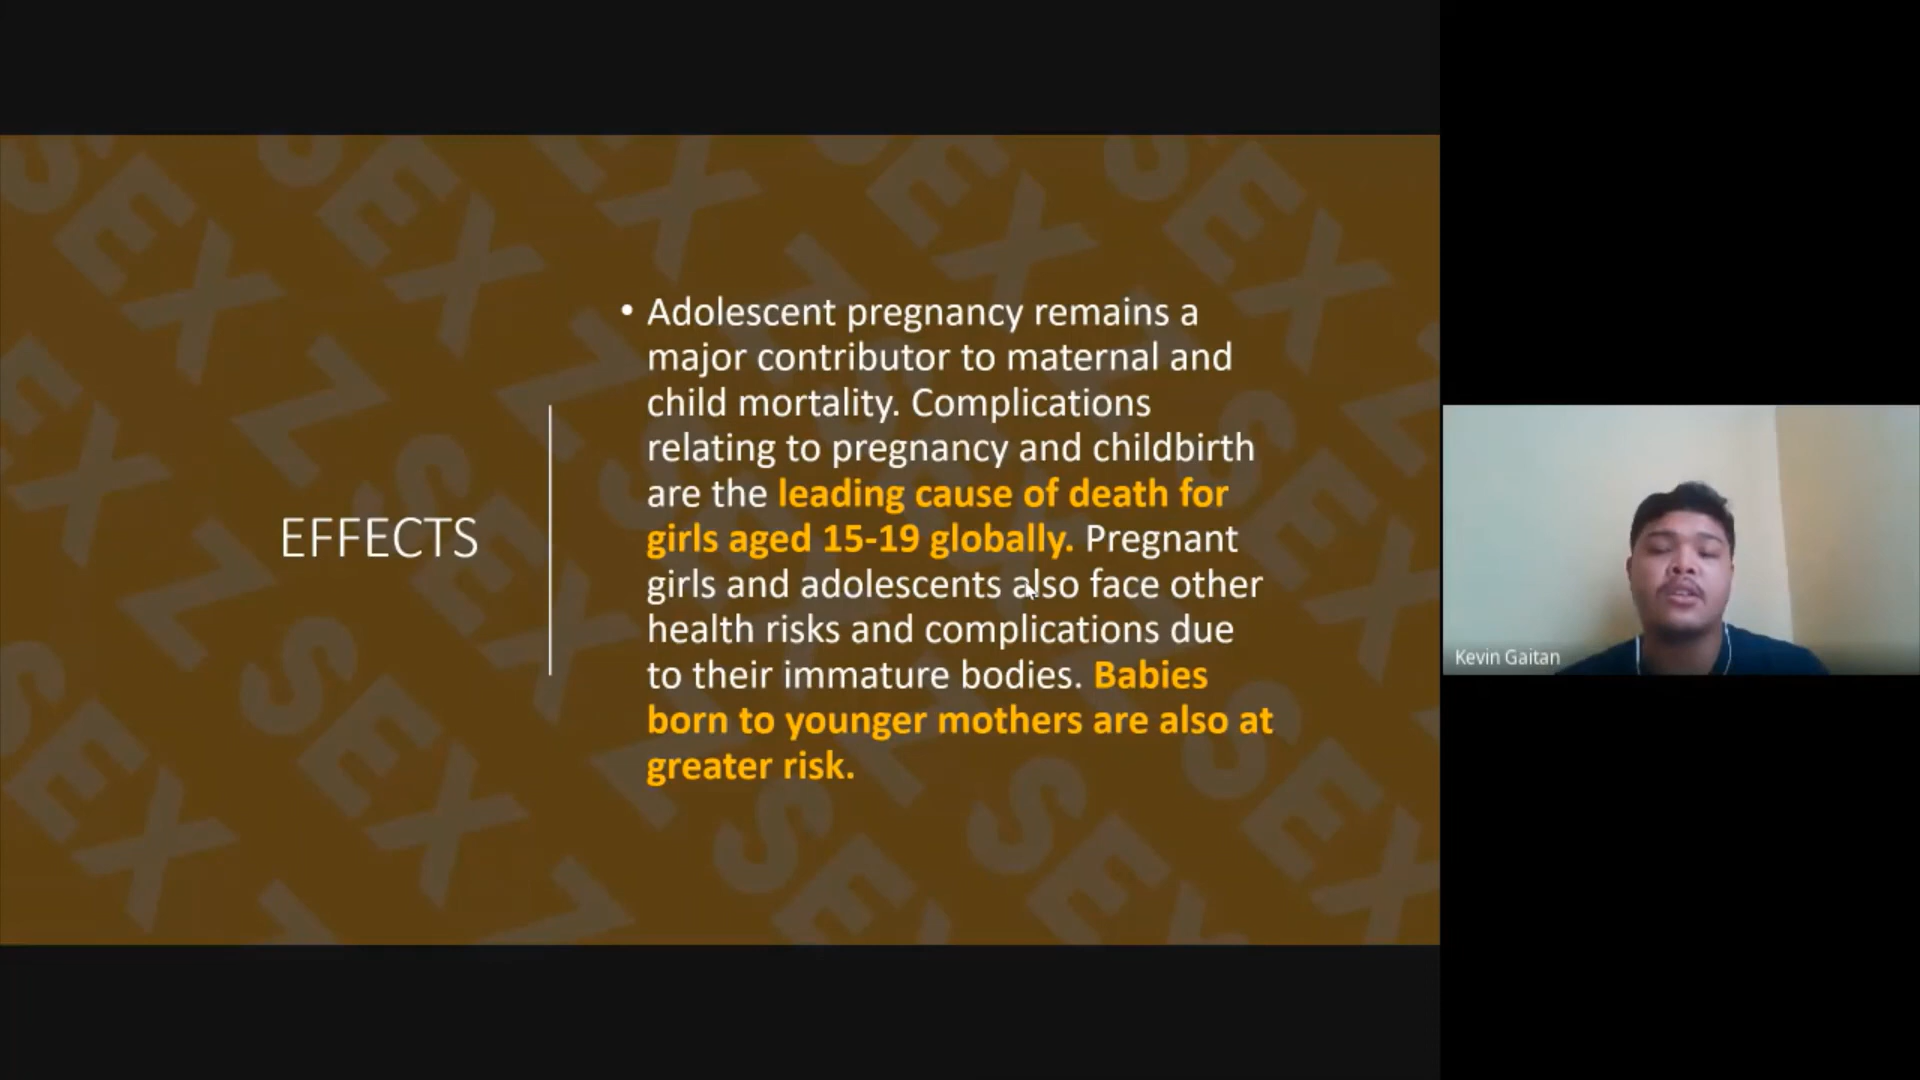 EFFECTS
• Adolescent pregnancy remains a
major contributor to maternal and
child mortality. Complications
relating to pregnancy and childbirth
are the leading cause of death for
girls aged 15-19 globally. Pregnant
girls and adolescents also face other
health risks and complications due
to their immature bodies. Babies
born to younger mothers are also at
greater risk.
Kevin Gaitan
SEX Z SEX Z SEX Z